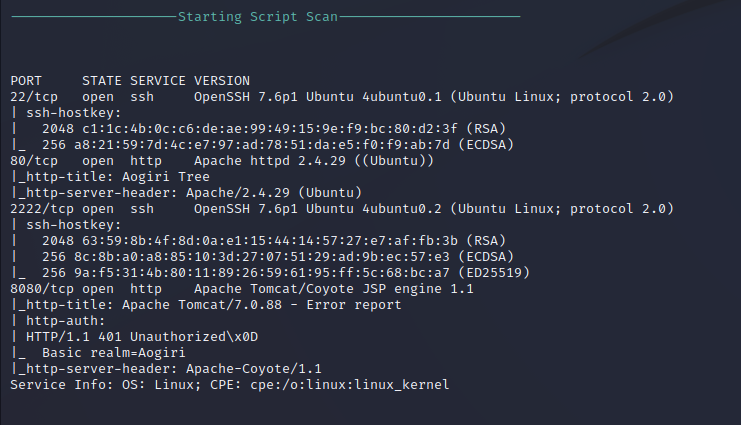 --------------------Starting Script Scan----------------------
PORT     STATE SERVICE VERSION
22/tcp   open  ssh     OpenSSH 7.6p1 Ubuntu 4ubuntu0.1 (Ubuntu Linux; protocol 2.0)
| ssh-hostkey:
|   2048 c1:1c:4b:0c:c6:de:ae:99:49:15:9e:f9:bc:80:d2:3f (RSA)
|_  256 a8:21:59:7d:4c:e7:97:ad:78:51:da:e5:f0:f9:ab:7d (ECDSA)
80/tcp   open  http    Apache httpd 2.4.29 ((Ubuntu))
|_http-title: Aogiri Tree
|_http-server-header: Apache/2.4.29 (Ubuntu)
2222/tcp open  ssh     OpenSSH 7.6p1 Ubuntu 4ubuntu0.2 (Ubuntu Linux; protocol 2.0)
| ssh-hostkey:
|   2048 63:59:8b:4f:8d:0a:e1:15:44:14:57:27:e7:af:fb:3b (RSA)
|   256 8c:8b:a0:a8:85:10:3d:27:07:51:29:ad:9b:ec:57:e3 (ECDSA)
|_  256 9a:f5:31:4b:80:11:89:26:59:61:95:ff:5c:68:bc:a7 (ED25519)
8080/tcp open  http    Apache Tomcat/Coyote JSP engine 1.1
|_http-title: Apache Tomcat/7.0.88 - Error report
| http-auth:
| HTTP/1.1 401 Unauthorized\x0D
|_  Basic realm=Aogiri
|_http-server-header: Apache-Coyote/1.1
Service Info: OS: Linux; CPE: cpe:/o:linux:linux_kernel